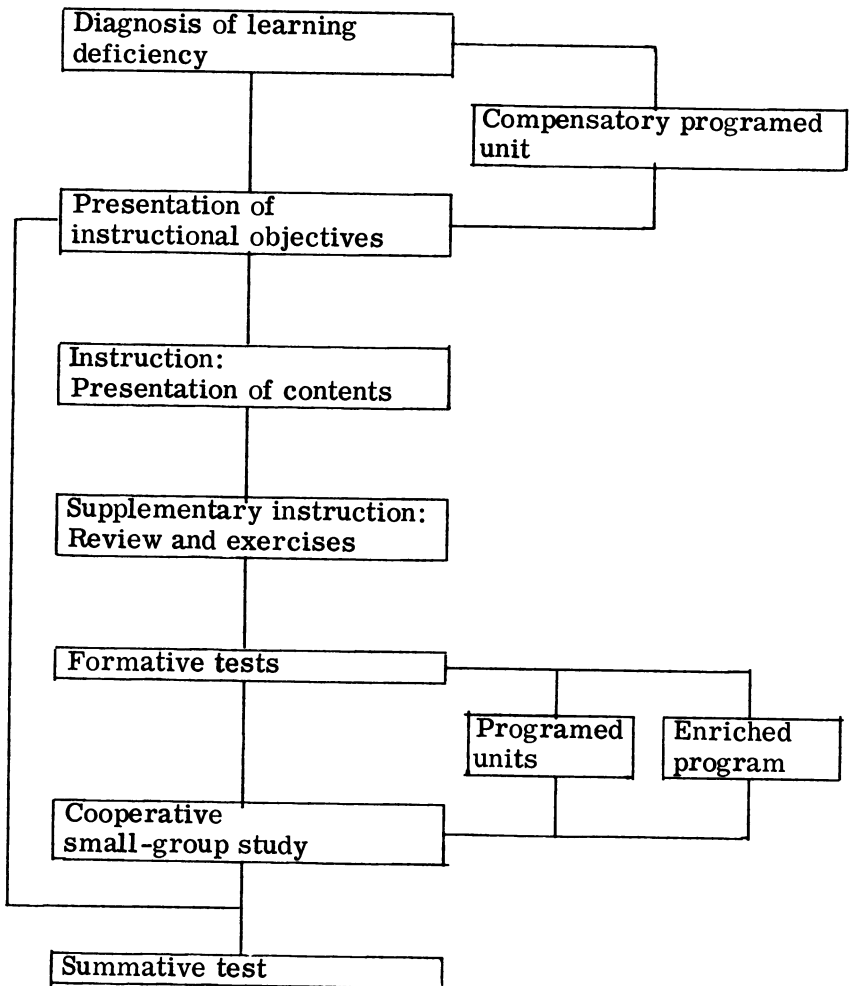 Diagnosis of learning
deficiency
Compensatory programed
unit
Presentation of
instructional objectives
Instruction:
Presentation of contents
Supplementary instruction:
Review and exercises
Formative tests
Programed
units
Enriched
program
Cooperative
small-group study
Summative test